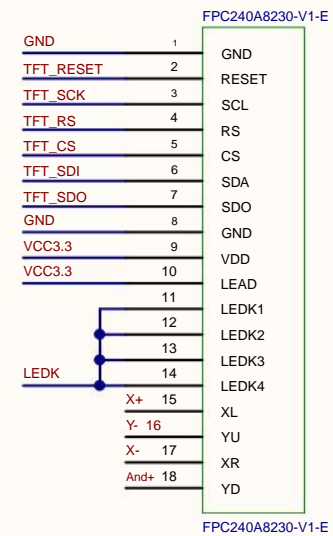 FPC240A8230-V1-E
GND 1 GND
TFT_RESET 2 RESET
TFT_SCK 3 SCL
TFT_RS 4 RS
TFT_CS 5 CS
TFT_SDI 6 SDA
TFT_SDO 7 SDO
GND 8 GND
VCC3.3 9 VDD
VCC3.3 10 LEAD
11 LEDK1
12 LEDK2
13 LEDK3
LEDK 14 LEDK4
X+ 15 XL
Y- 16 YU
X- 17 XR
And+ 18 YD
FPC240A8230-V1-E